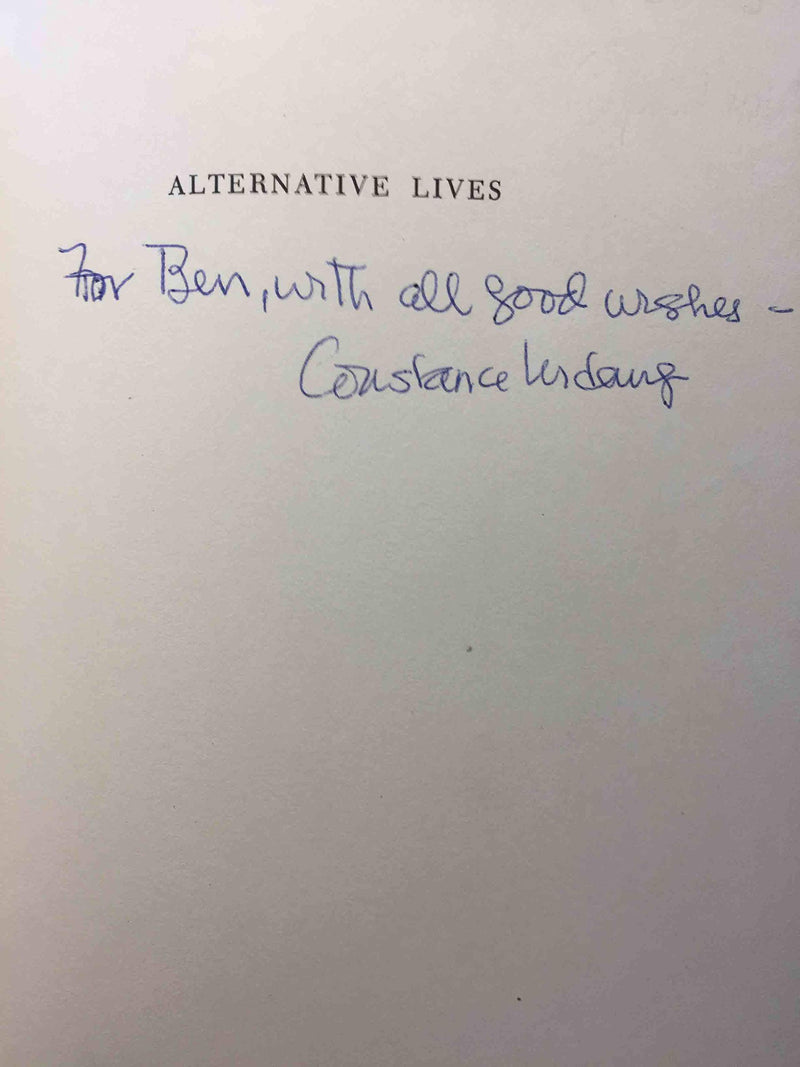 ALTERNATIVE LIVES
For Ben, with all good wishes –
Constance Urdang